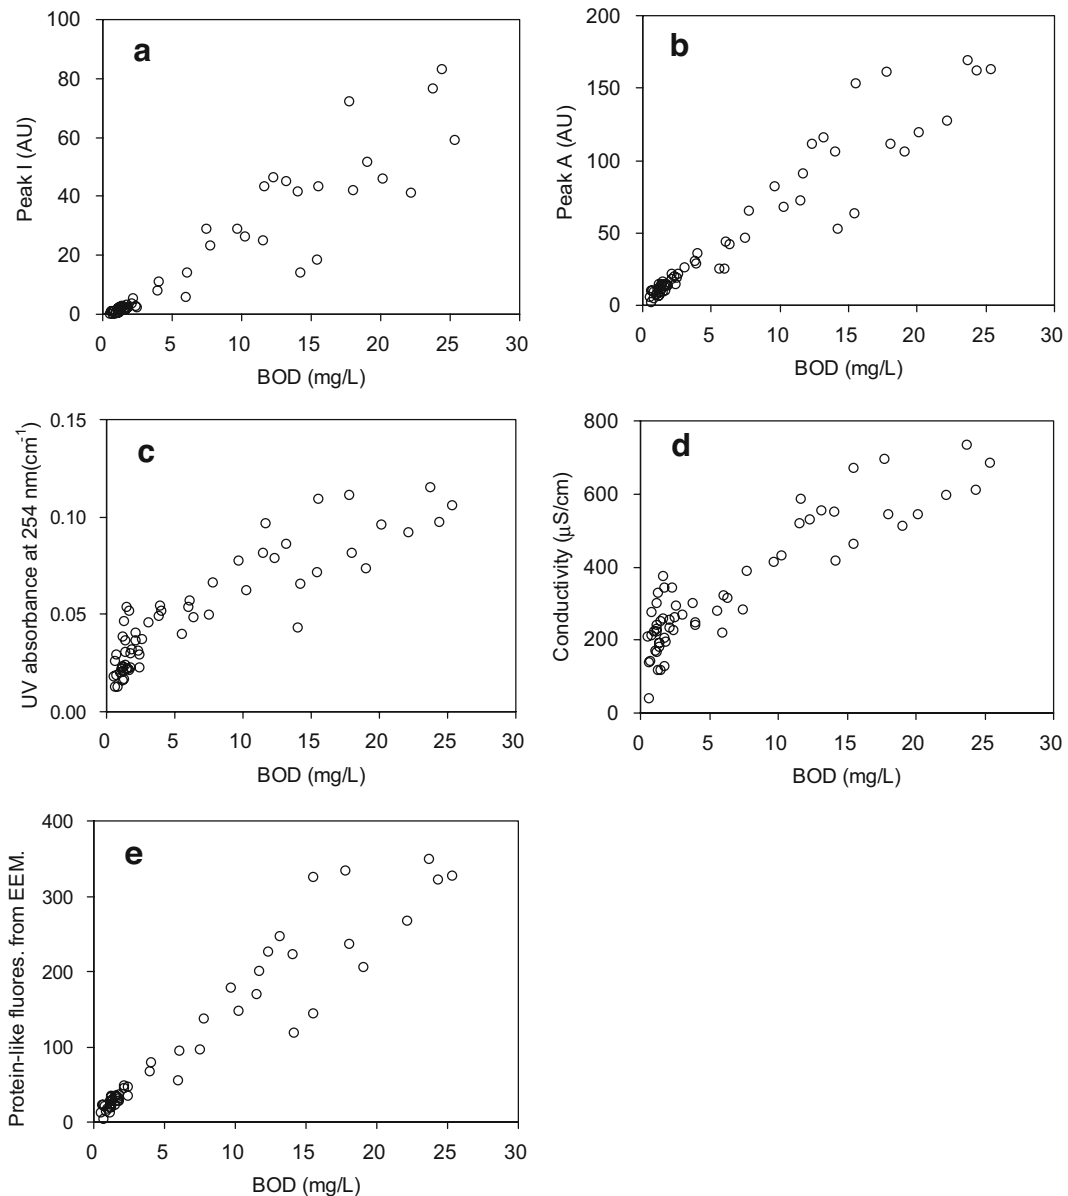 a
Peak I (AU)
100
80
60
40
20
0
0 5 10 15 20 25 30
BOD (mg/L)
b
Peak A (AU)
200
150
100
50
0
0 5 10 15 20 25 30
BOD (mg/L)
c
UV absorbance at 254 nm(cm-1)
0.15
0.10
0.05
0.00
0 5 10 15 20 25 30
BOD (mg/L)
d
Conductivity (µS/cm)
800
600
400
200
0
0 5 10 15 20 25 30
BOD (mg/L)
e
Protein-like fluores. from EEM.
400
300
200
100
0
0 5 10 15 20 25 30
BOD (mg/L)